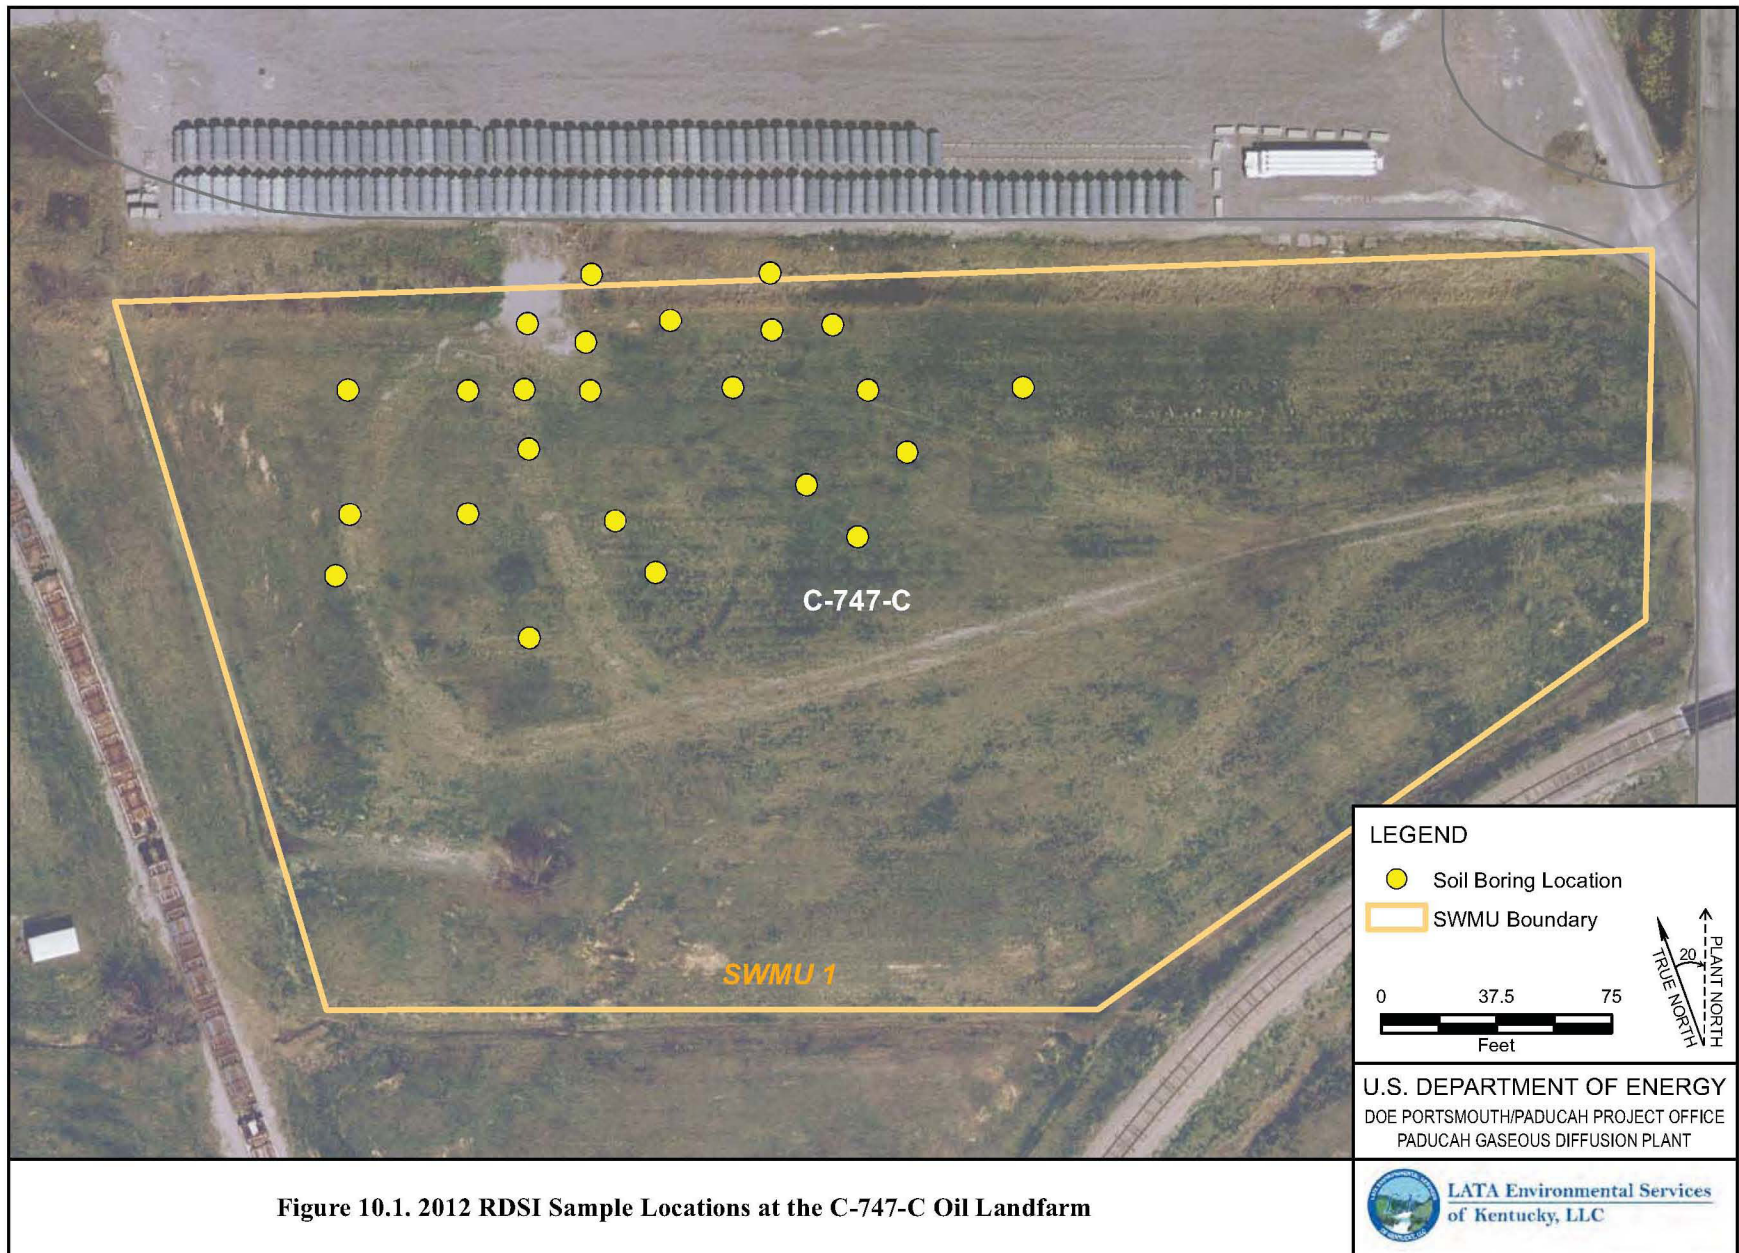 C-747-C
SWMU 1
LEGEND
Soil Boring Location
SWMU Boundary
0 37.5 75
Feet
20
TRUE NORTH
PLANT NORTH
U.S. DEPARTMENT OF ENERGY
DOE PORTSMOUTH/PADUCAH PROJECT OFFICE
PADUCAH GASEOUS DIFFUSION PLANT
Figure 10.1. 2012 RDSI Sample Locations at the C-747-C Oil Landfarm
LATA Environmental Services
of Kentucky, LLC